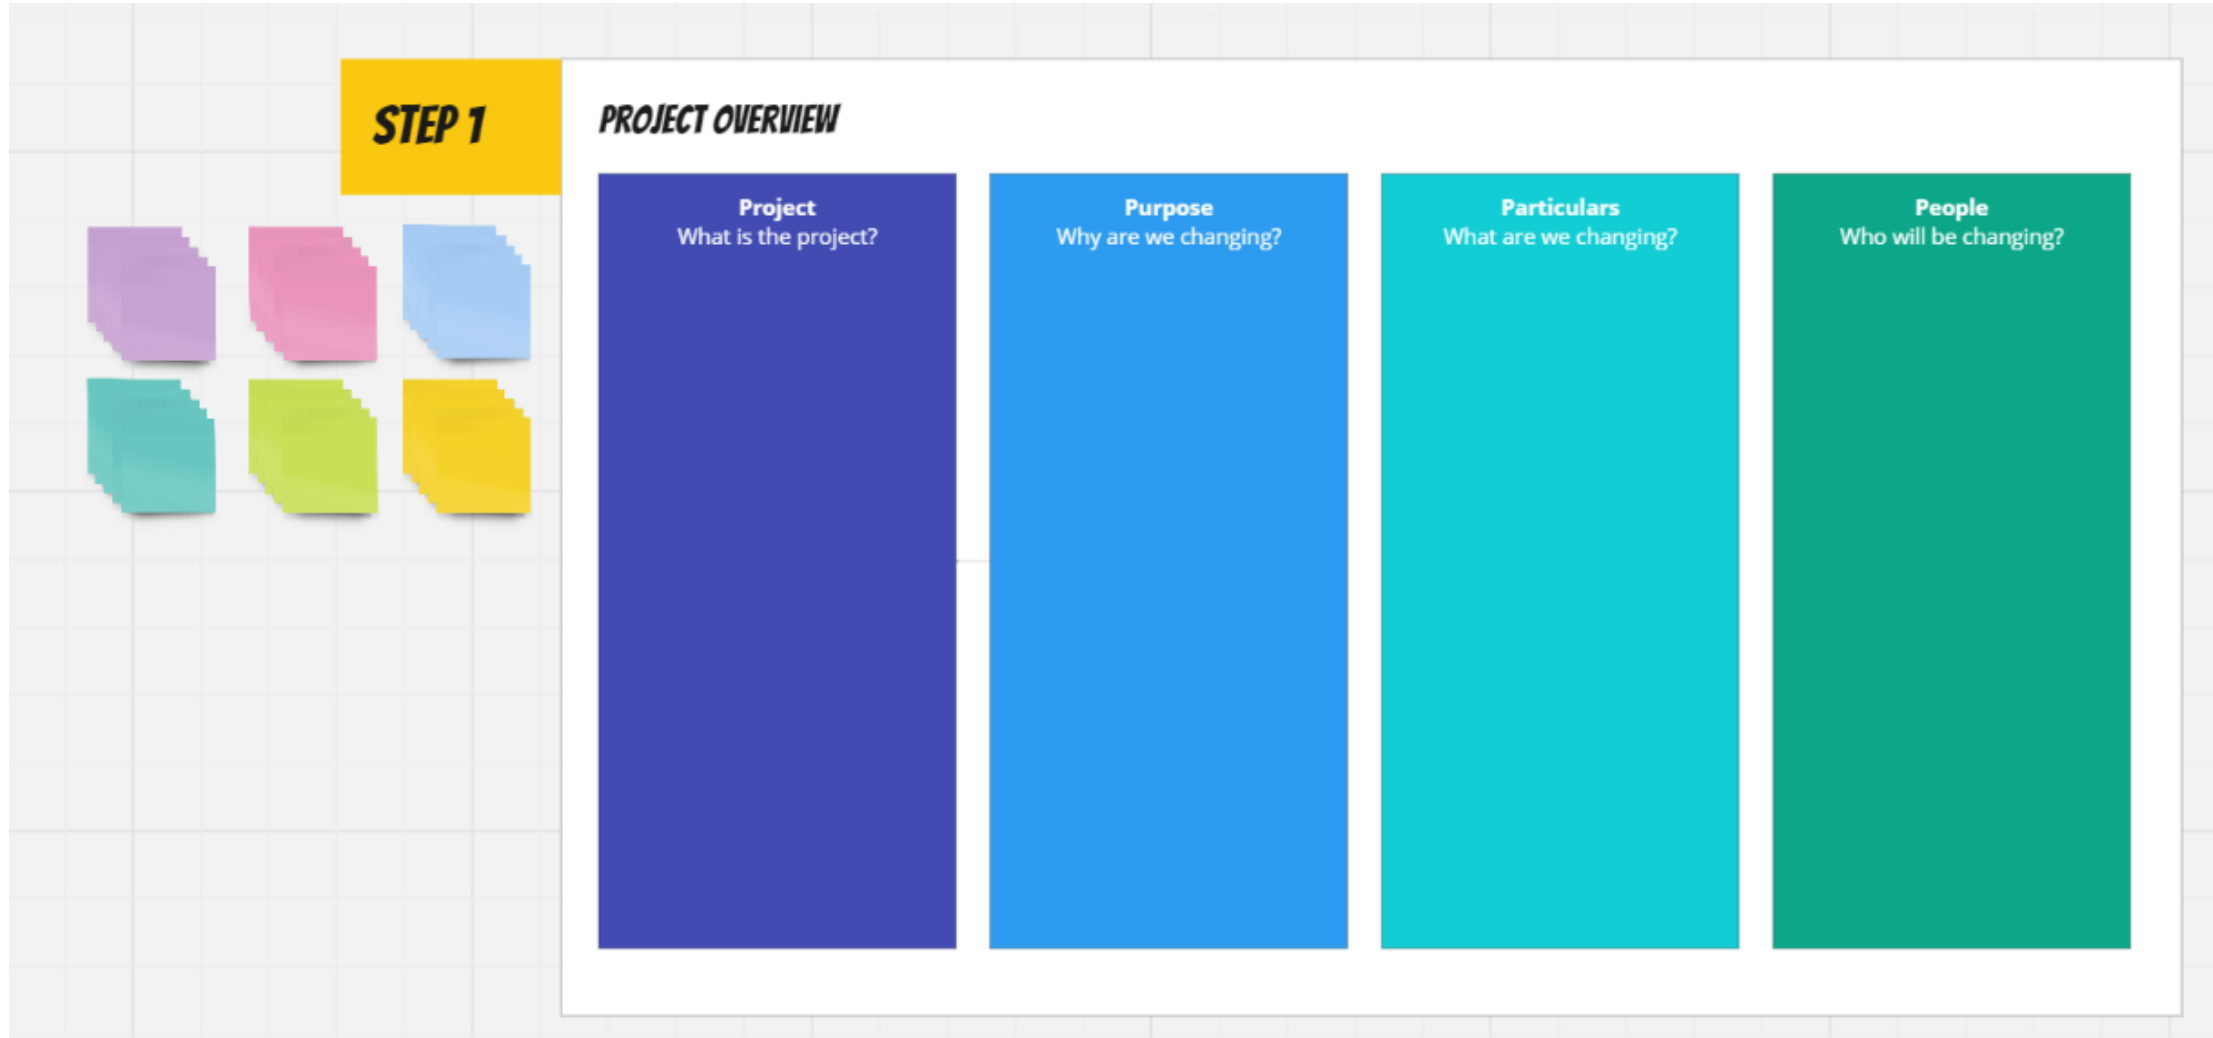 STEP 1
PROJECT OVERVIEW
Project
What is the project?
Purpose
Why are we changing?
Particulars
What are we changing?
People
Who will be changing?